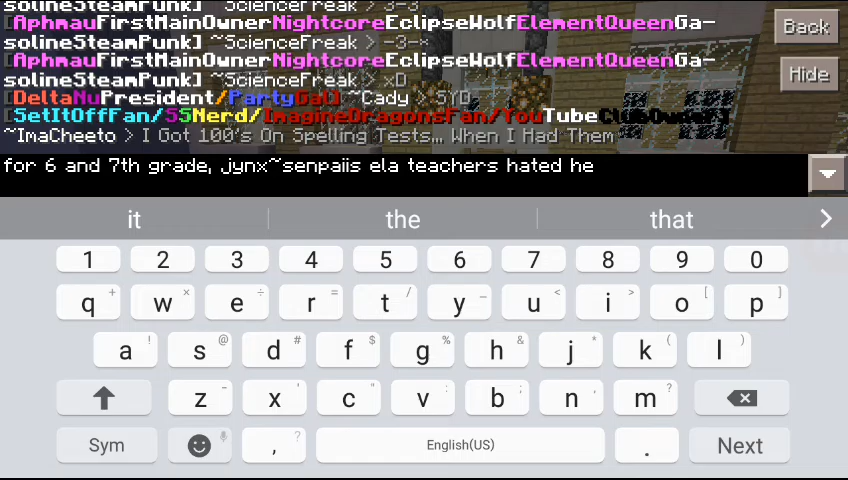 solineSteamPunk] ~ScienceFreak > 3-3
[AphmauFirstMainOwnerNightcoreEclipseWolfElementQueenGa-
solineSteamPunk] ~ScienceFreak > -3-*
[AphmauFirstMainOwnerNightcoreEclipseWolfElementQueenGa-
solineSteamPunk] ~ScienceFreak > xD
[DeltaNuPresident/PartyGal] ~Cady > SYD
[SetItOffFan/S5Nerd/ImagineDragonsFan/YouTubeClubOwner]
~ImaCheeto > I Got 100's On Spelling Tests... When I Had Them
Back
Hide
for 6 and 7th grade, jynx~senpaiis ela teachers hated he
it the that >
1 2 3 4 5 6 7 8 9 0
q + w × e ÷ r = t / y _ u < i > o [ p ]
a ! s @ d # f $ g % h & j * k ( l )
z - x ' c " v : b ; n , m ?
Sym , ? English(US) . Next